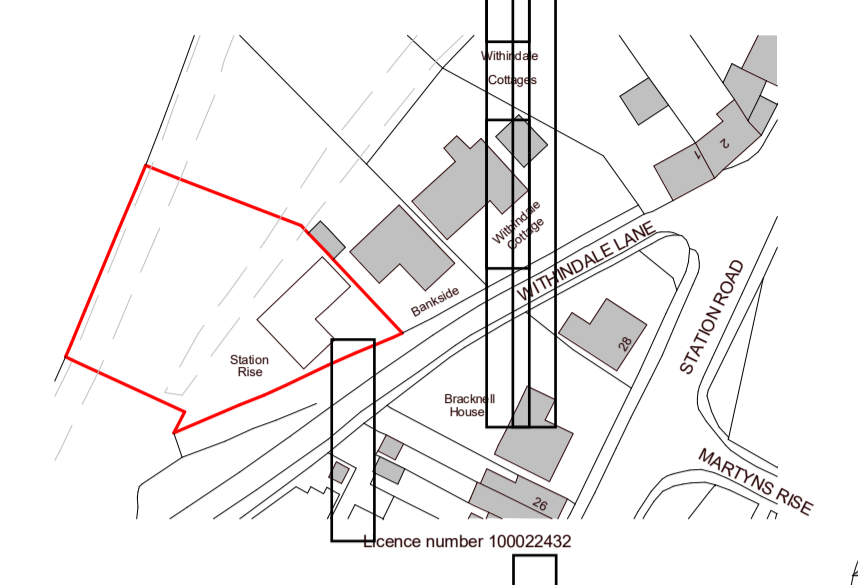 Withindale
Cottages
1
2
Withindale
Cottage
WITHINDALE LANE
Bankside
STATION ROAD
28
Station
Rise
Bracknell
House
MARTYNS RISE
26
Licence number 100022432